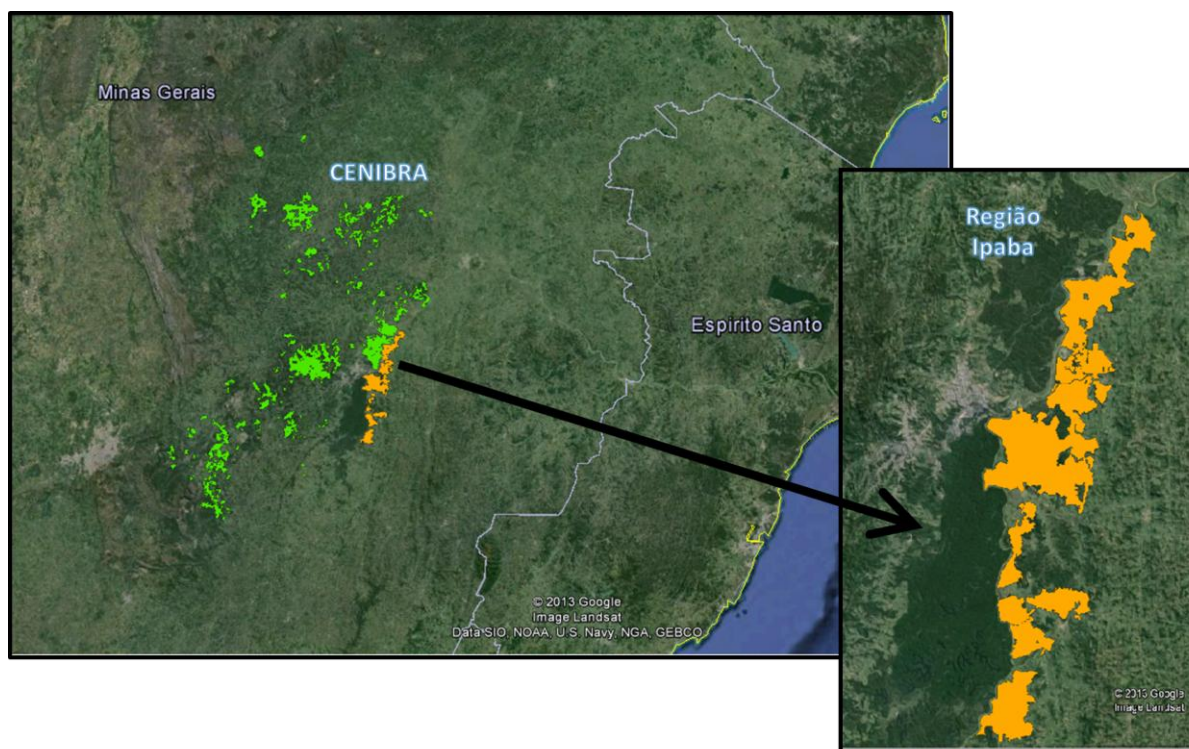 Minas Gerais
CENIBRA
Espirito Santo
© 2013 Google
Image Landsat
Data SIO, NOAA, U.S. Navy, NGA, GEBCO
Região
Ipaba
© 2013 Google
Image Landsat